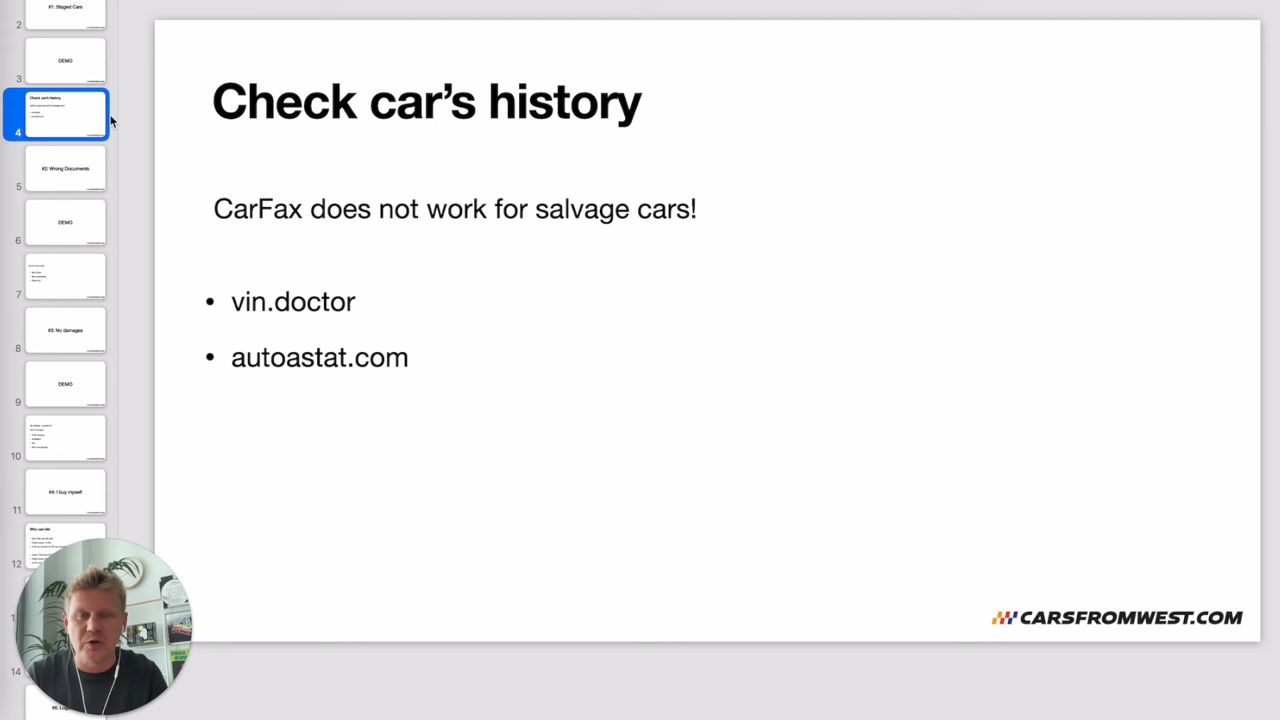 #1: Staged Cars
2
DEMO
3
Check car's history
4
#2: Wrong Documents
5
DEMO
6
7
#3: No damages
8
DEMO
9
10
#4: I buy myself
11
Who can bid
12
14
Check car’s history
CarFax does not work for salvage cars!
• vin.doctor
• autoastat.com
CARSFROMWEST.COM